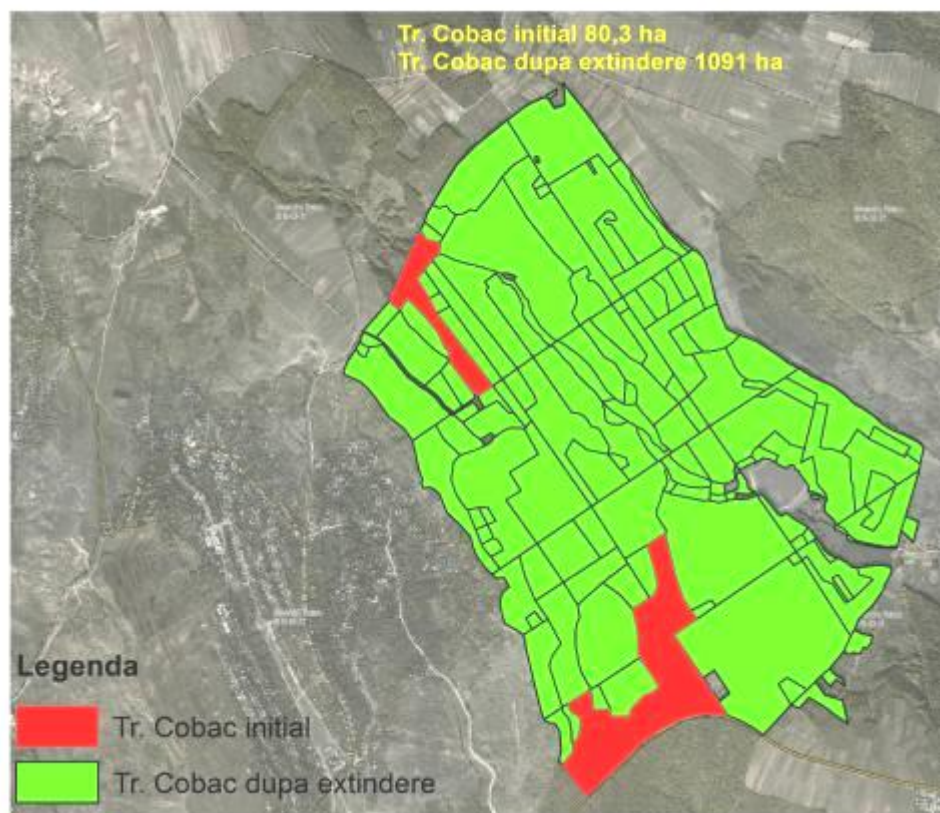 Tr. Cobac initial 80,3 ha
Tr. Cobac dupa extindere 1091 ha
Legenda
Tr. Cobac initial
Tr. Cobac dupa extindere